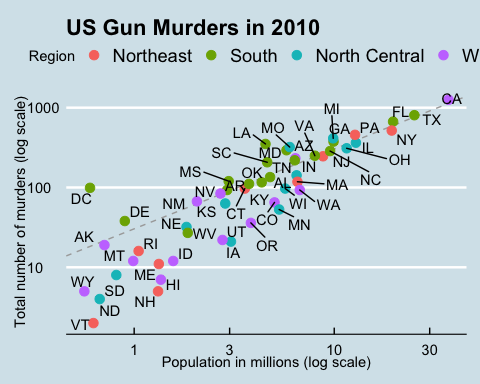 US Gun Murders in 2010
Region Northeast South North Central W
Total number of murders (log scale)
1000
100
10
CA
MI
FL
TX
MO VA GA PA
LA NY
SC MD AZ IL
TN IN NJ OH
MS OK NC
DC NV AR AL MA
NM KY WI WA
DE KS CT CO
NE WV MN
AK UT
RI OR
MT ID IA
ME
WY SD HI
NH
ND
VT
1 3 10 30
Population in millions (log scale)